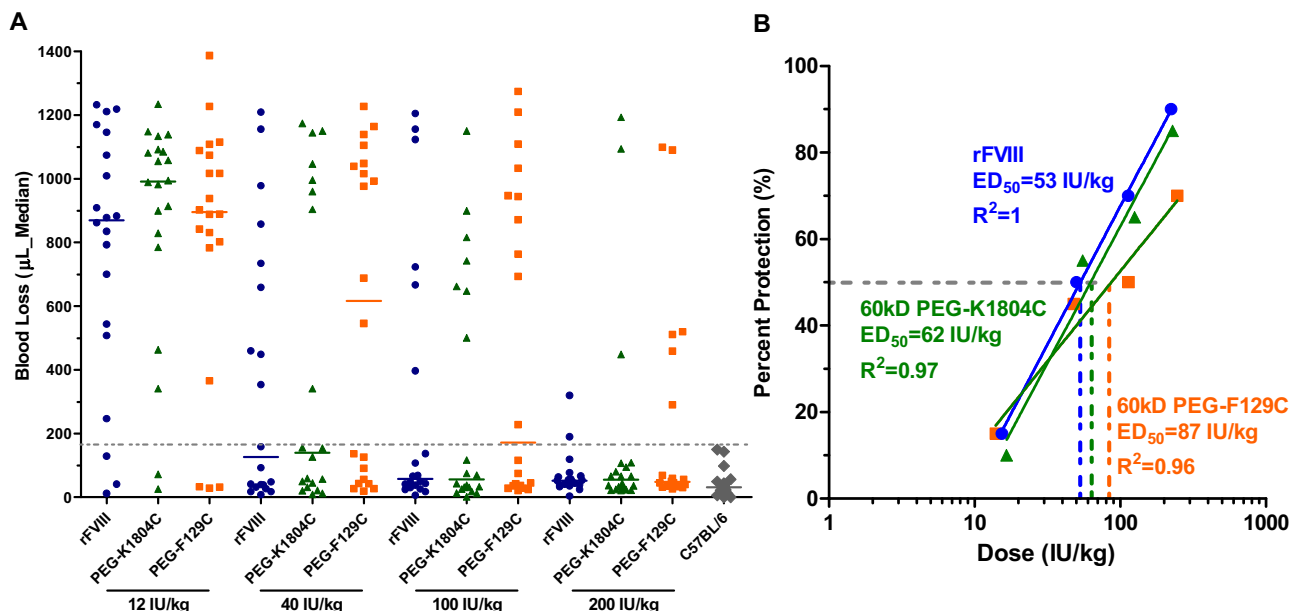 A
Blood Loss (µL_Median)
1400
1200
1000
800
600
400
200
0
rFVIII
PEG-K1804C
PEG-F129C
rFVIII
PEG-K1804C
PEG-F129C
rFVIII
PEG-K1804C
PEG-F129C
rFVIII
PEG-K1804C
PEG-F129C
C57BL/6
12 IU/kg
40 IU/kg
100 IU/kg
200 IU/kg
B
Percent Protection (%)
100
80
60
40
20
0
rFVIII
ED50=53 IU/kg
R2=1
60kD PEG-K1804C
ED50=62 IU/kg
R2=0.97
60kD PEG-F129C
ED50=87 IU/kg
R2=0.96
1
10
100
1000
Dose (IU/kg)